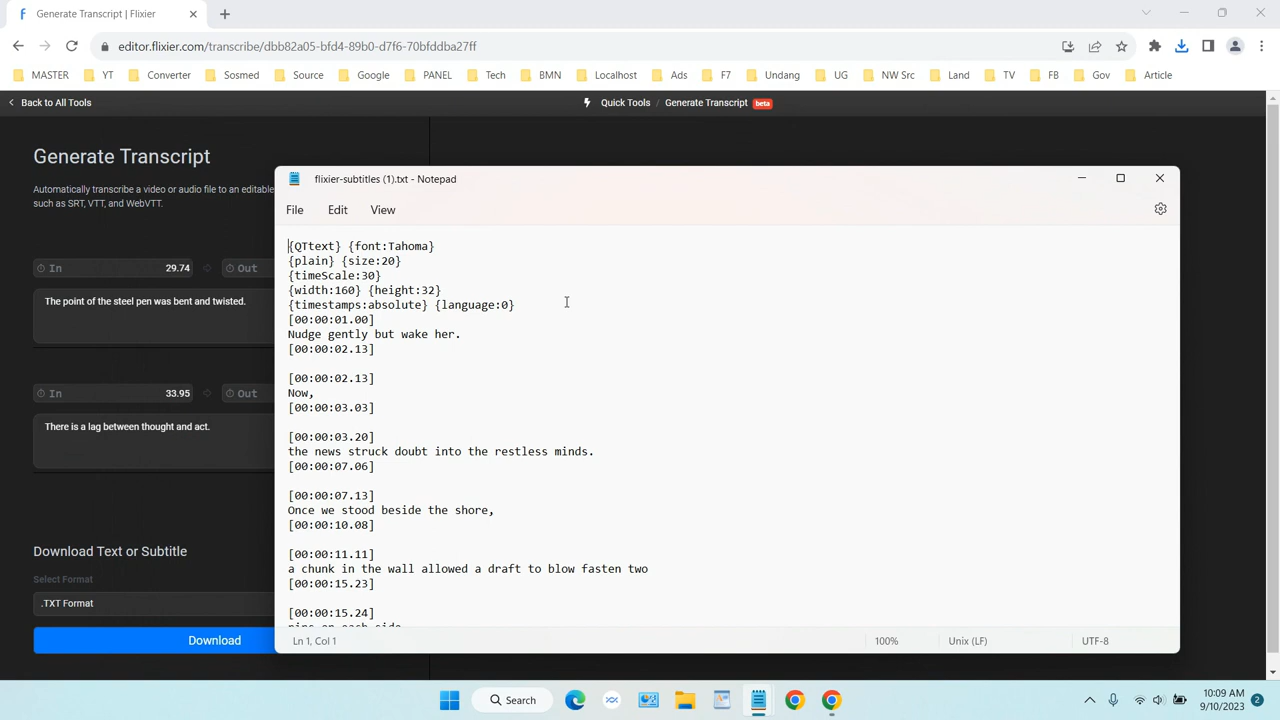 Generate Transcript | Flixier
editor.flixier.com/transcribe/dbb82a05-bfd4-89b0-d7f6-70bfddba27ff
MASTER YT Converter Sosmed Source Google PANEL Tech BMN Localhost Ads F7 Undang UG NW Src Land TV FB Gov Article
Back to All Tools
Quick Tools / Generate Transcript beta
Generate Transcript
Automatically transcribe a video or audio file to an editable
such as SRT, VTT, and WebVTT.
In 29.74 Out
The point of the steel pen was bent and twisted.
In 33.95 Out
There is a lag between thought and act.
Download Text or Subtitle
Select Format
.TXT Format
Download
flixier-subtitles (1).txt - Notepad
File Edit View
{QTtext} {font:Tahoma}
{plain} {size:20}
{timeScale:30}
{width:160} {height:32}
{timestamps:absolute} {language:0}
[00:00:01.00]
Nudge gently but wake her.
[00:00:02.13]
[00:00:02.13]
Now,
[00:00:03.03]
[00:00:03.20]
the news struck doubt into the restless minds.
[00:00:07.06]
[00:00:07.13]
Once we stood beside the shore,
[00:00:10.08]
[00:00:11.11]
a chunk in the wall allowed a draft to blow fasten two
[00:00:15.23]
[00:00:15.24]
pins on each side
Ln 1, Col 1 100% Unix (LF) UTF-8
Search
10:09 AM
9/10/2023
2